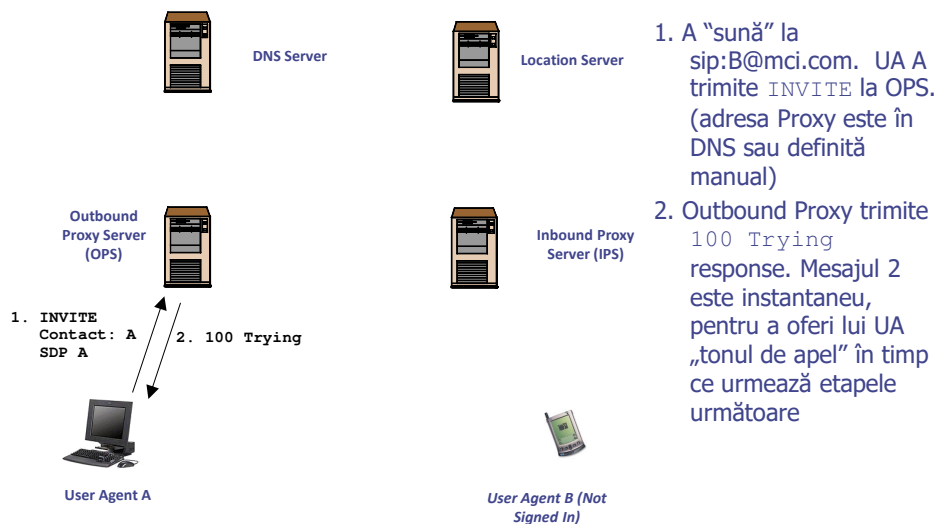 DNS Server
Location Server
Outbound
Proxy Server
(OPS)
Inbound Proxy
Server (IPS)
1. INVITE
Contact: A
SDP A
2. 100 Trying
User Agent A
User Agent B (Not
Signed In)
1. A “sună” la
sip:B@mci.com. UA A
trimite INVITE la OPS.
(adresa Proxy este în
DNS sau definită
manual)
2. Outbound Proxy trimite
100 Trying
response. Mesajul 2
este instantaneu,
pentru a oferi lui UA
„tonul de apel” în timp
ce urmează etapele
următoare